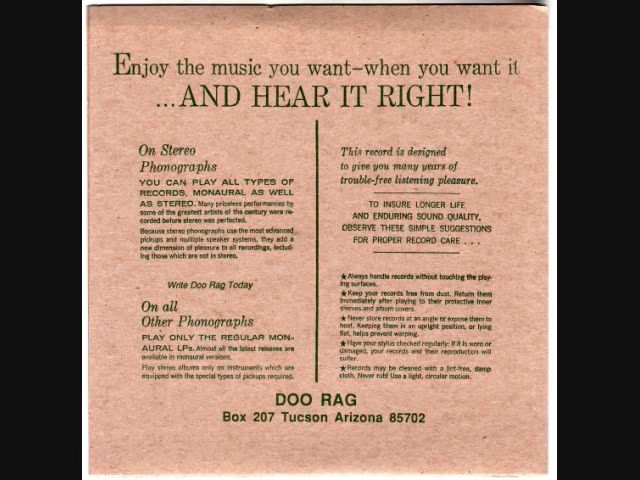 Enjoy the music you want—when you want it
...AND HEAR IT RIGHT!
On Stereo
Phonographs
YOU CAN PLAY ALL TYPES OF
RECORDS, MONAURAL AS WELL
AS STEREO. Many priceless performances by
some of the greatest artists of the century were re-
corded before stereo was perfected.
Because stereo phonographs use the most advanced
pickups and multiple speaker systems, they add a
new dimension of pleasure to all recordings, includ-
ing those which are not in stereo.
Write Doo Rag Today
On all
Other Phonographs
PLAY ONLY THE REGULAR MON-
AURAL LPs. Almost all the latest releases are
available in monaural versions.
Play stereo albums only on instruments which are
equipped with the special types of pickups required.
This record is designed
to give you many years of
trouble-free listening pleasure.
TO INSURE LONGER LIFE
AND ENDURING SOUND QUALITY,
OBSERVE THESE SIMPLE SUGGESTIONS
FOR PROPER RECORD CARE . . .
★Always handle records without touching the play-
ing surfaces.
★Keep your records free from dust. Return them
immediately after playing to their protective inner
sleeves and album covers.
★Never store records at an angle or expose them to
heat. Keeping them in an upright position, or lying
flat, helps prevent warping.
★Have your stylus checked regularly: If it is worn or
damaged, your records and their reproduction will
suffer.
★Records may be cleaned with a lint-free, damp
cloth. Never rub! Use a light, circular motion.
DOO RAG
Box 207 Tucson Arizona 85702